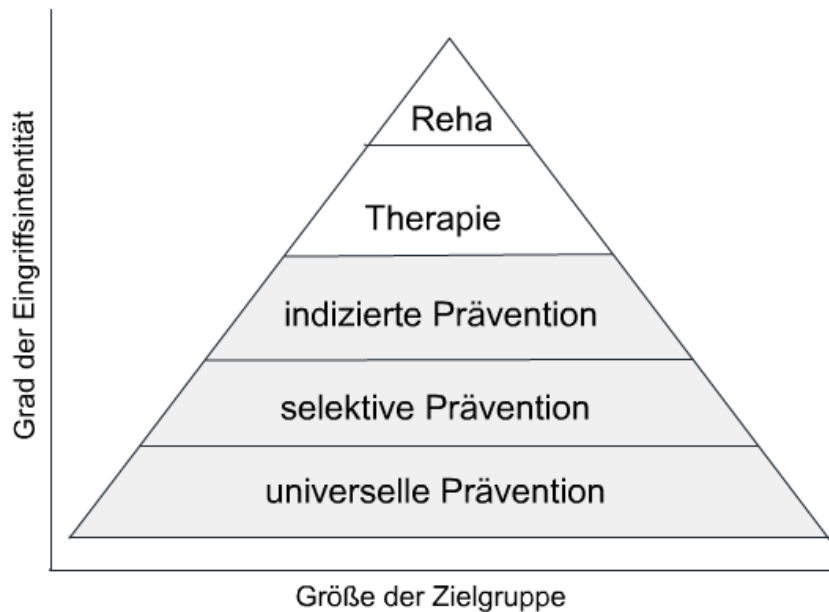 Reha
Therapie
indizierte Prävention
selektive Prävention
universelle Prävention
Grad der Eingriffsintentität
Größe der Zielgruppe